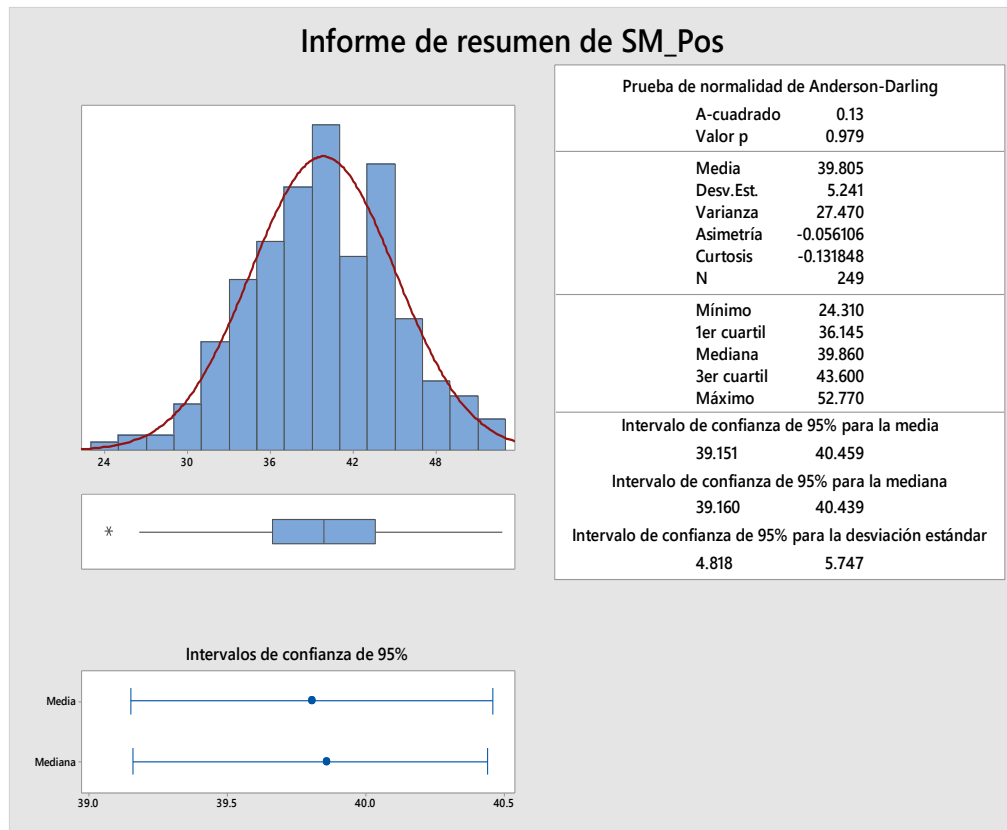 Informe de resumen de SM_Pos
24 30 36 42 48
*
Intervalos de confianza de 95%
Media
Mediana
39.0 39.5 40.0 40.5
Prueba de normalidad de Anderson-Darling
A-cuadrado 0.13
Valor p 0.979
Media 39.805
Desv.Est. 5.241
Varianza 27.470
Asimetría -0.056106
Curtosis -0.131848
N 249
Mínimo 24.310
1er cuartil 36.145
Mediana 39.860
3er cuartil 43.600
Máximo 52.770
Intervalo de confianza de 95% para la media
39.151 40.459
Intervalo de confianza de 95% para la mediana
39.160 40.439
Intervalo de confianza de 95% para la desviación estándar
4.818 5.747